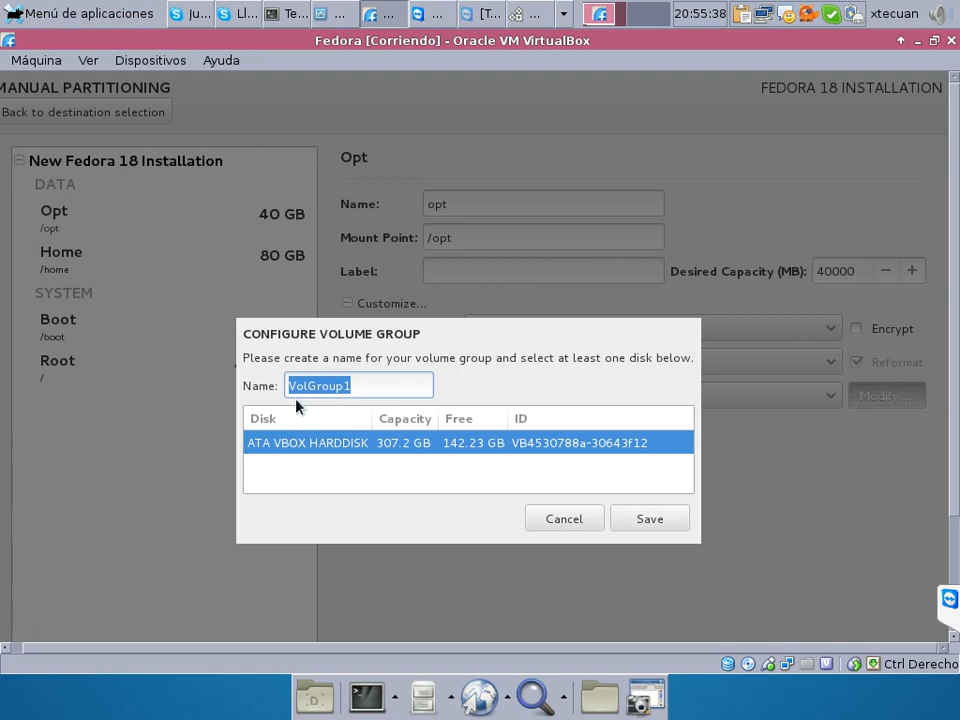 Menú de aplicaciones
Ju...
Ll...
Te...
...
...
...
[T...
...
20:55:38
xtecuan
Fedora [Corriendo] - Oracle VM VirtualBox
Máquina Ver Dispositivos Ayuda
MANUAL PARTITIONING
FEDORA 18 INSTALLATION
Back to destination selection
New Fedora 18 Installation
DATA
Opt
40 GB
/opt
Home
80 GB
/home
SYSTEM
Boot
/boot
Root
/
Opt
Name: opt
Mount Point: /opt
Label:
Desired Capacity (MB): 40000
Customize...
Encrypt
Reformat
Modify...
CONFIGURE VOLUME GROUP
Please create a name for your volume group and select at least one disk below.
Name: VolGroup1
Disk Capacity Free ID
ATA VBOX HARDDISK 307.2 GB 142.23 GB VB4530788a-30643f12
Cancel Save
Ctrl Derecho